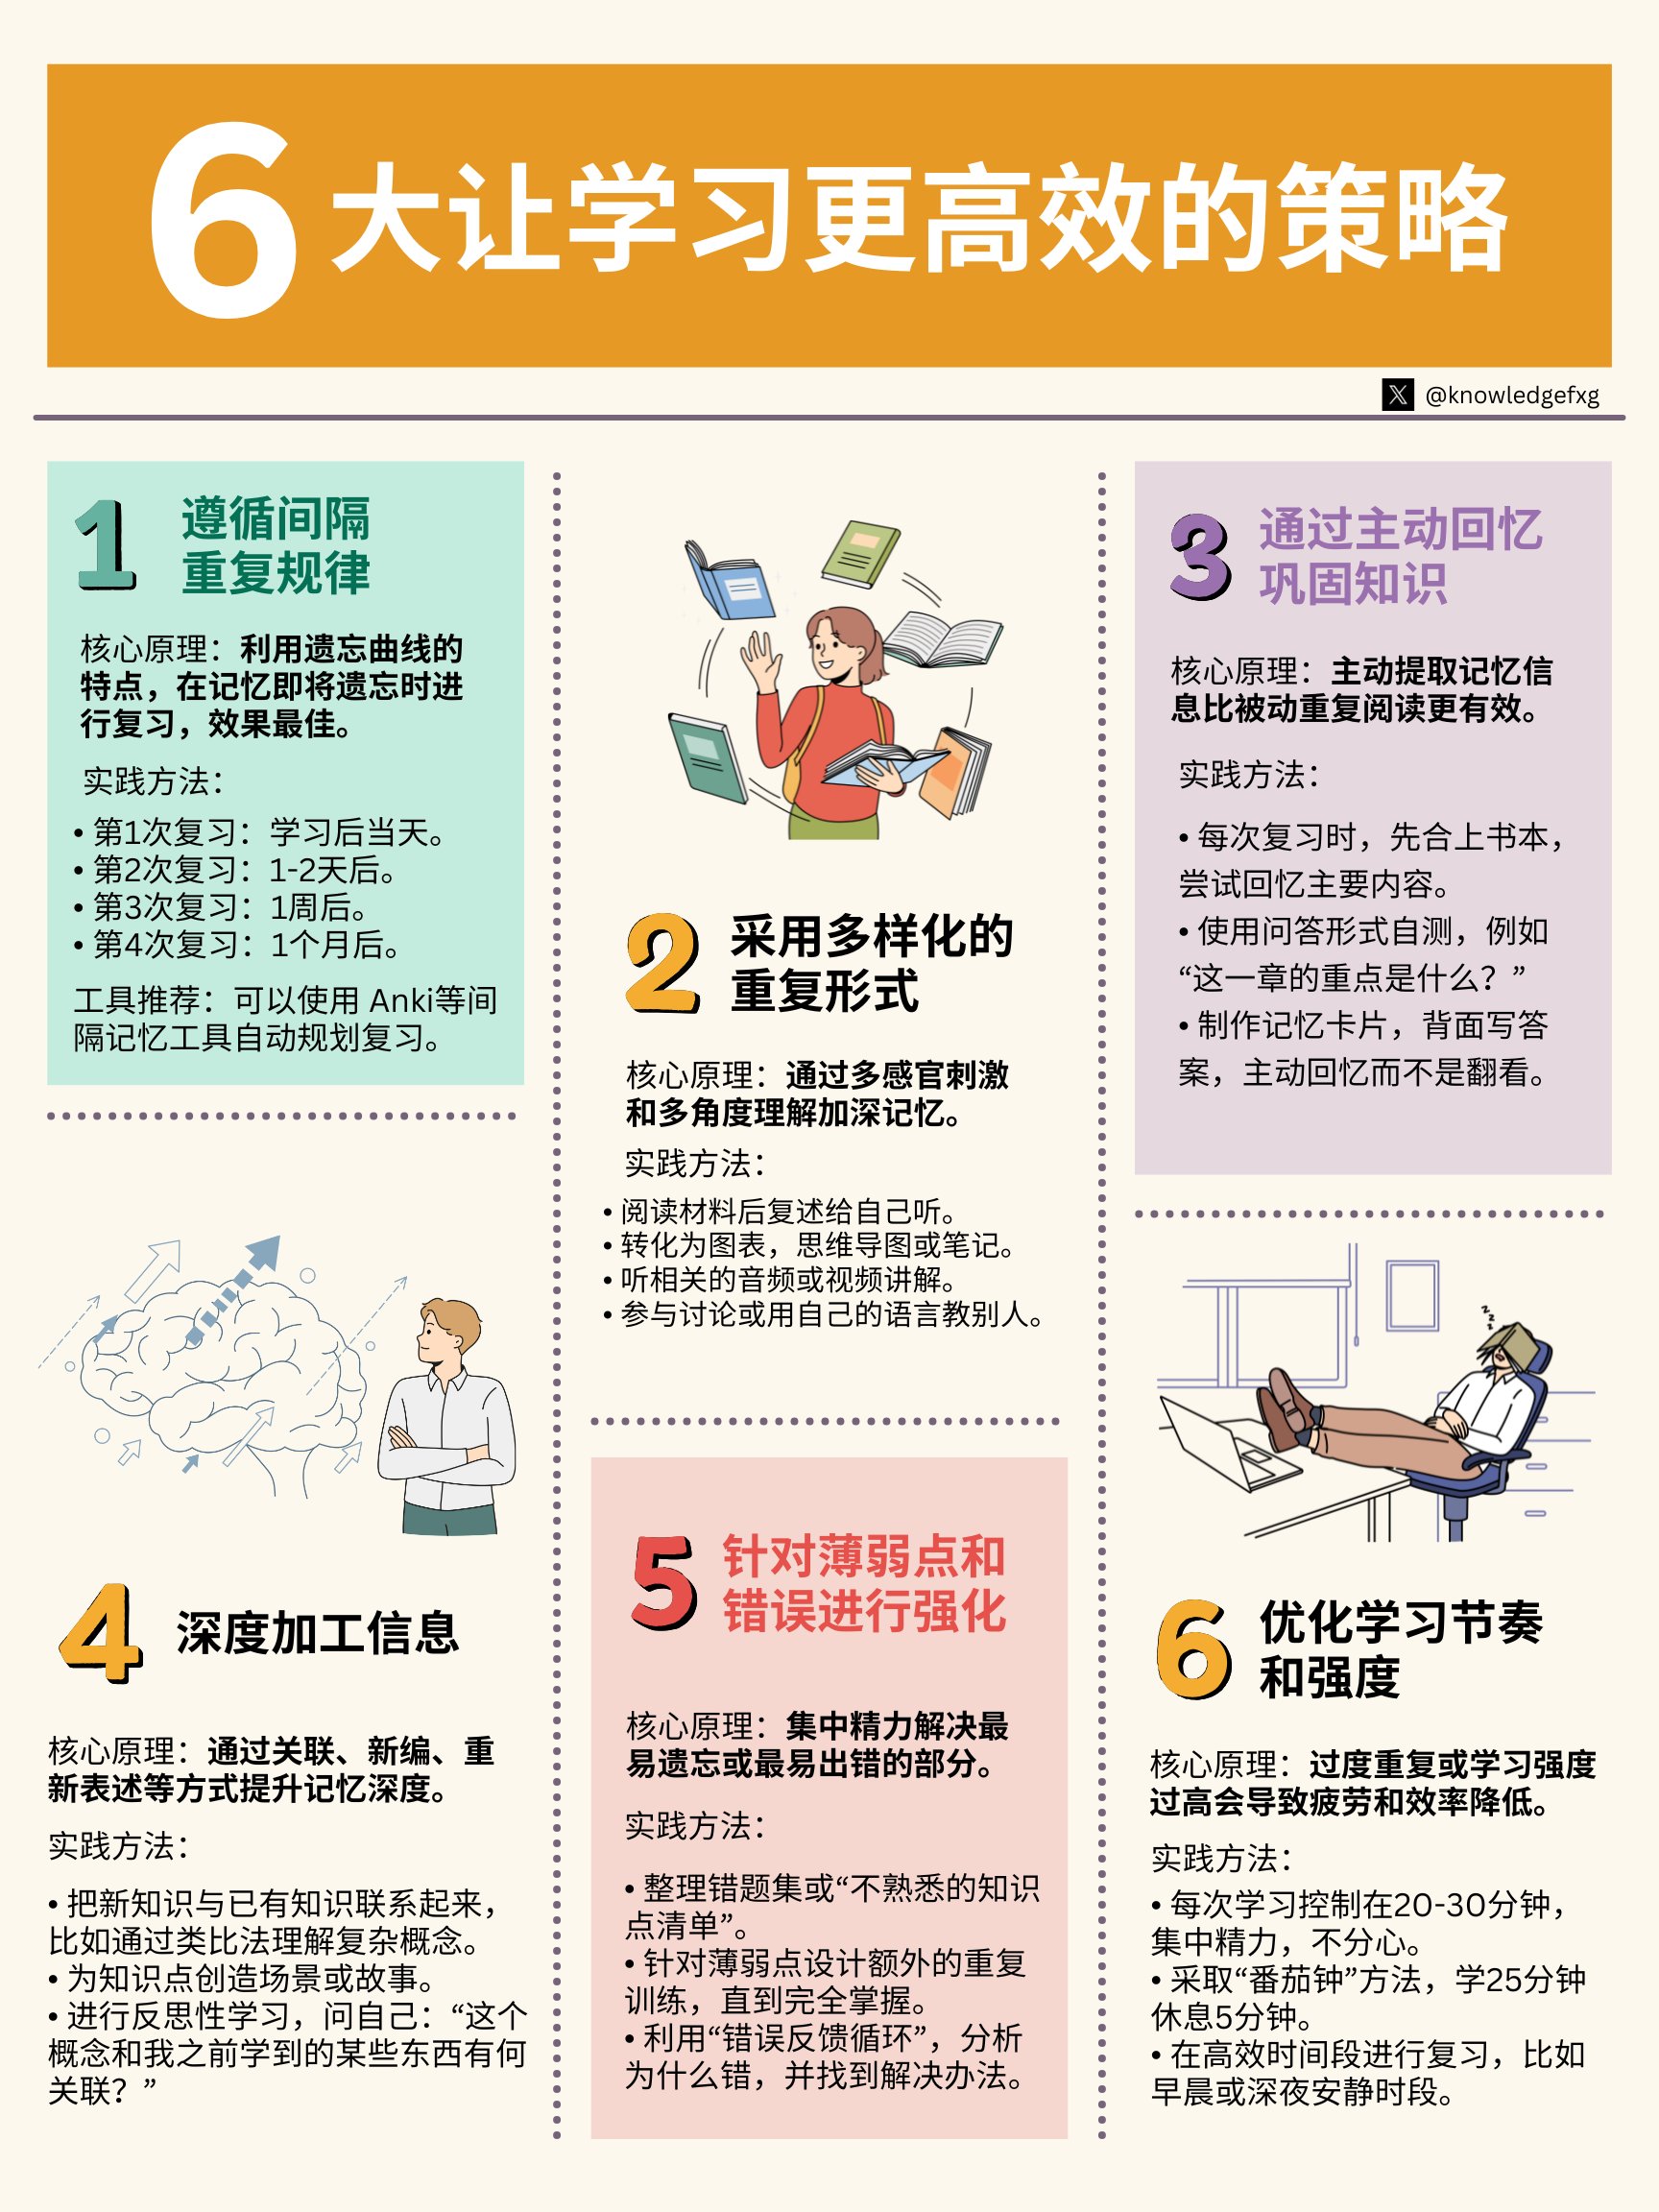 6大让学习更高效的策略
𝕏 @knowledgefxg
1 遵循间隔
重复规律
核心原理：利用遗忘曲线的
特点，在记忆即将遗忘时进
行复习，效果最佳。
实践方法：
• 第1次复习：学习后当天。
• 第2次复习：1-2天后。
• 第3次复习：1周后。
• 第4次复习：1个月后。
工具推荐：可以使用 Anki等间
隔记忆工具自动规划复习。
2 采用多样化的
重复形式
核心原理：通过多感官刺激
和多角度理解加深记忆。
实践方法：
• 阅读材料后复述给自己听。
• 转化为图表，思维导图或笔记。
• 听相关的音频或视频讲解。
• 参与讨论或用自己的语言教别人。
3 通过主动回忆
巩固知识
核心原理：主动提取记忆信
息比被动重复阅读更有效。
实践方法：
• 每次复习时，先合上书本，
尝试回忆主要内容。
• 使用问答形式自测，例如
“这一章的重点是什么？”
• 制作记忆卡片，背面写答
案，主动回忆而不是翻看。
4 深度加工信息
核心原理：通过关联、新编、重
新表述等方式提升记忆深度。
实践方法：
• 把新知识与已有知识联系起来，
比如通过类比法理解复杂概念。
• 为知识点创造场景或故事。
• 进行反思性学习，问自己：“这个
概念和我之前学到的某些东西有何
关联？”
5 针对薄弱点和
错误进行强化
核心原理：集中精力解决最
易遗忘或最易出错的部分。
实践方法：
• 整理错题集或“不熟悉的知识
点清单”。
• 针对薄弱点设计额外的重复
训练，直到完全掌握。
• 利用“错误反馈循环”，分析
为什么错，并找到解决办法。
z z z
6 优化学习节奏
和强度
核心原理：过度重复或学习强度
过高会导致疲劳和效率降低。
实践方法：
• 每次学习控制在20-30分钟，
集中精力，不分心。
• 采取“番茄钟”方法，学25分钟
休息5分钟。
• 在高效时间段进行复习，比如
早晨或深夜安静时段。